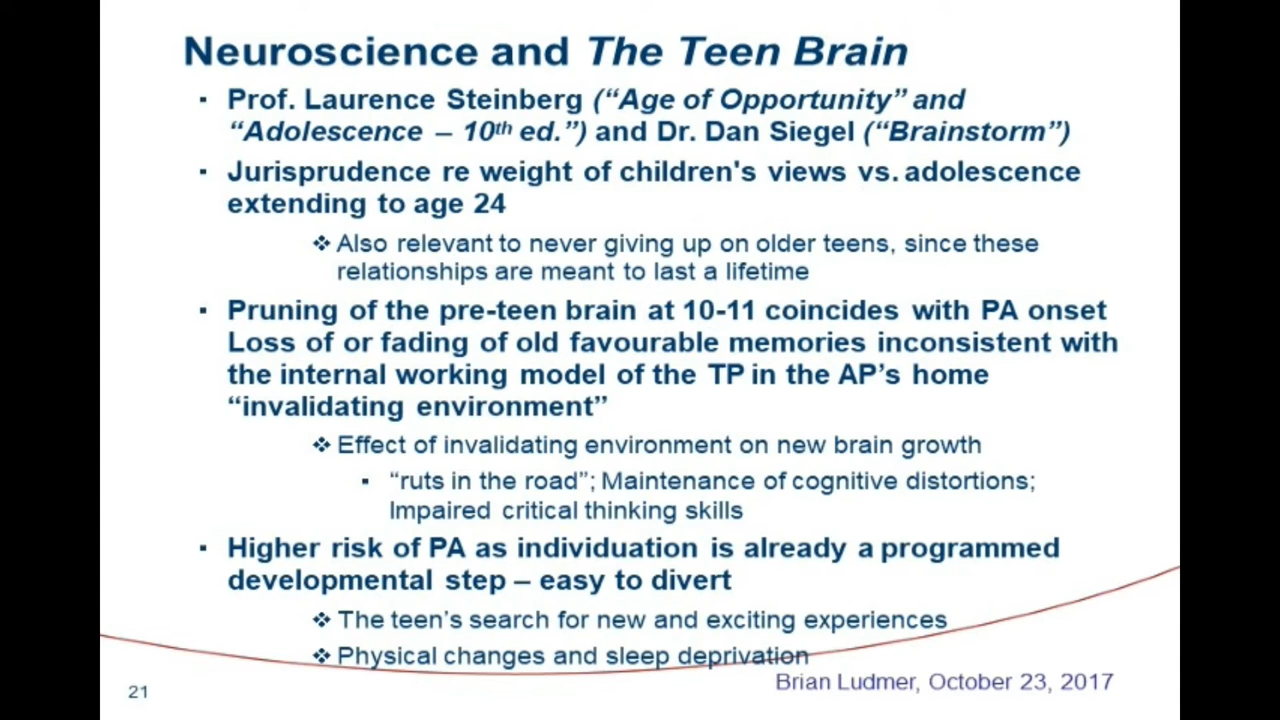 Neuroscience and The Teen Brain
▪ Prof. Laurence Steinberg (“Age of Opportunity” and
“Adolescence – 10th ed.”) and Dr. Dan Siegel (“Brainstorm”)
▪ Jurisprudence re weight of children's views vs. adolescence
extending to age 24
❖ Also relevant to never giving up on older teens, since these
relationships are meant to last a lifetime
▪ Pruning of the pre-teen brain at 10-11 coincides with PA onset
Loss of or fading of old favourable memories inconsistent with
the internal working model of the TP in the AP’s home
“invalidating environment”
❖ Effect of invalidating environment on new brain growth
▪ “ruts in the road”; Maintenance of cognitive distortions;
Impaired critical thinking skills
▪ Higher risk of PA as individuation is already a programmed
developmental step – easy to divert
❖ The teen’s search for new and exciting experiences
❖ Physical changes and sleep deprivation
Brian Ludmer, October 23, 2017
21